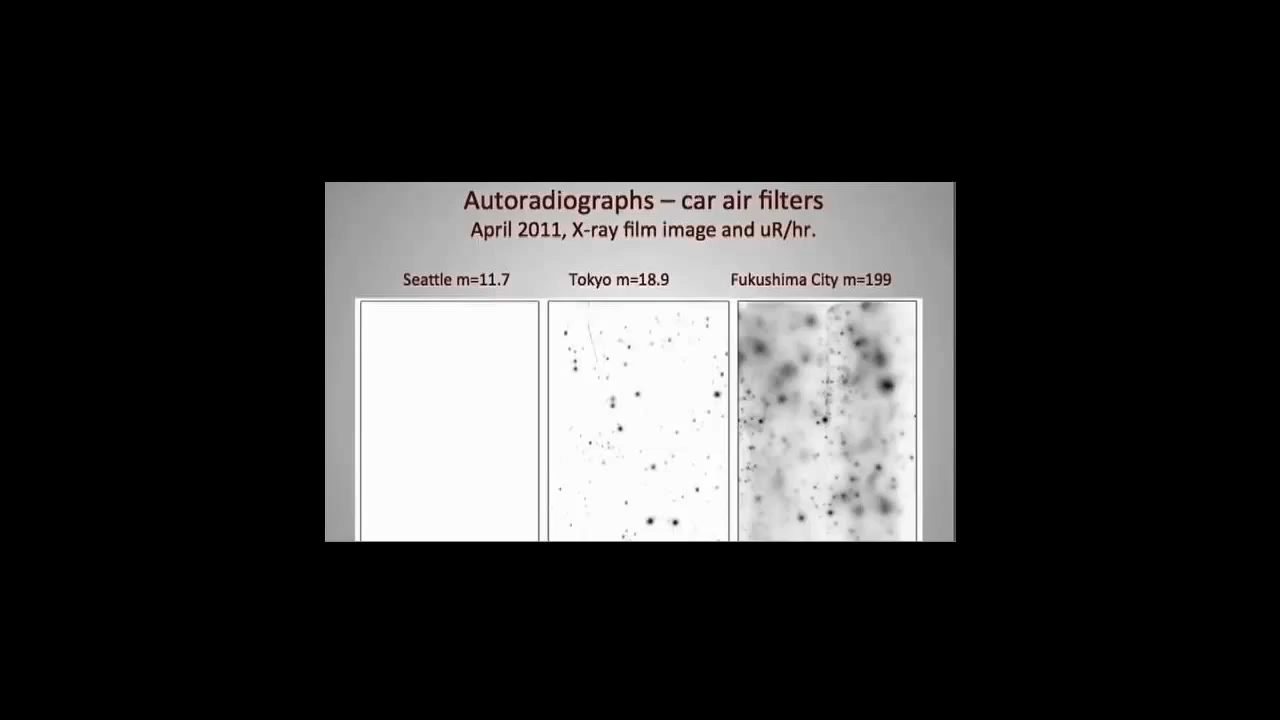 Autoradiographs – car air filters
April 2011, X-ray film image and uR/hr.
Seattle m=11.7 Tokyo m=18.9 Fukushima City m=199